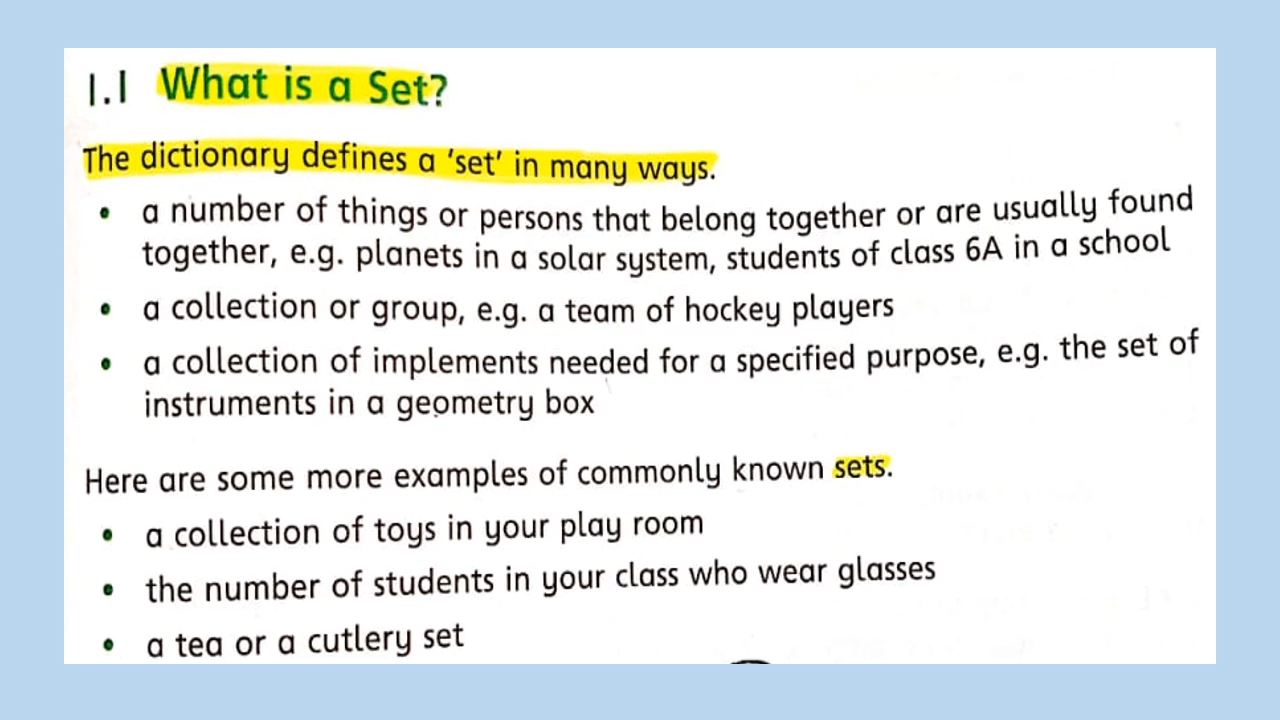 1.1 What is a Set?
The dictionary defines a ‘set’ in many ways.
• a number of things or persons that belong together or are usually found
together, e.g. planets in a solar system, students of class 6A in a school
• a collection or group, e.g. a team of hockey players
• a collection of implements needed for a specified purpose, e.g. the set of
instruments in a geometry box
Here are some more examples of commonly known sets.
• a collection of toys in your play room
• the number of students in your class who wear glasses
• a tea or a cutlery set